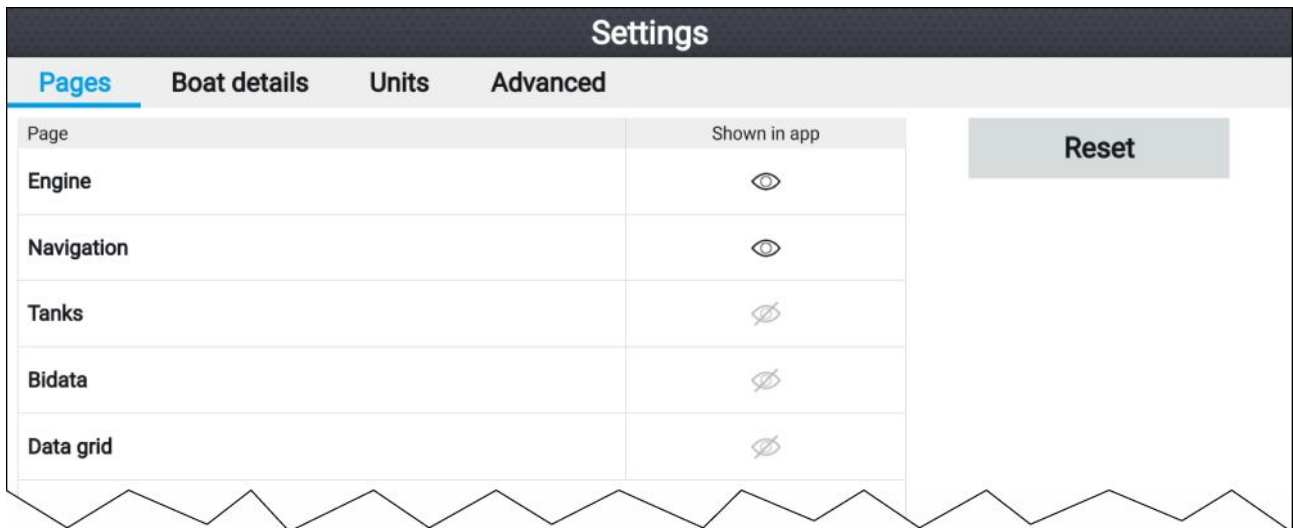 Settings
Pages Boat details Units Advanced
Page Shown in app
Reset
Engine
Navigation
Tanks
Bidata
Data grid